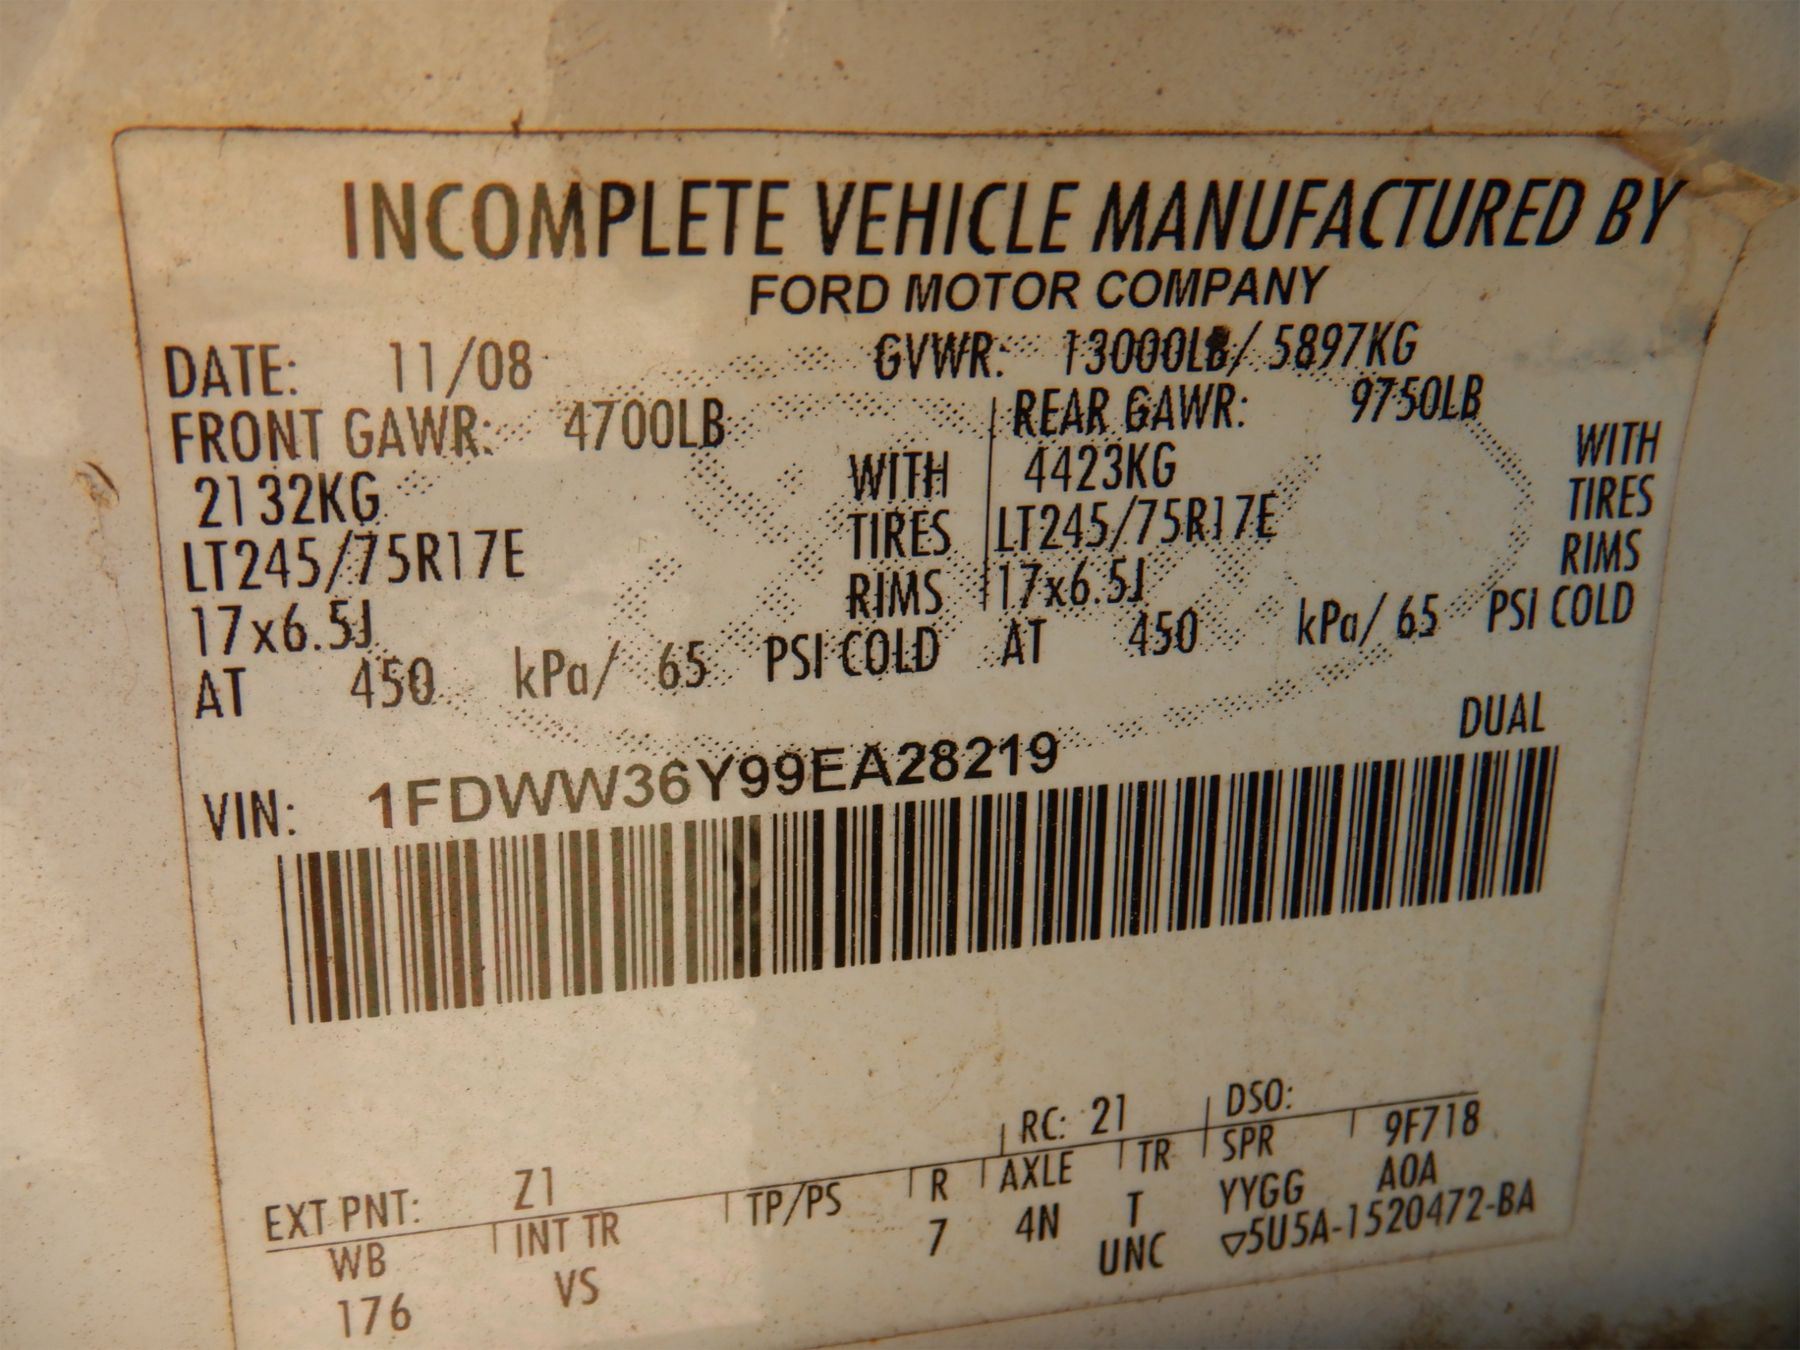 INCOMPLETE VEHICLE MANUFACTURED BY
FORD MOTOR COMPANY
DATE: 11/08 GVWR: 13000LB/ 5897KG
FRONT GAWR: 4700LB REAR GAWR: 9750LB
2132KG WITH 4423KG WITH
LT245/75R17E TIRES LT245/75R17E TIRES
17x6.5J RIMS 17x6.5J RIMS
AT 450 kPa/ 65 PSI COLD AT 450 kPa/ 65 PSI COLD
DUAL
VIN: 1FDWW36Y99EA28219
RC: 21 DSO:
EXT PNT: Z1 9F718
WB INT TR TP/PS R AXLE TR SPR A0A
176 VS 7 4N T YYGG
UNC ▽5U5A-1520472-BA